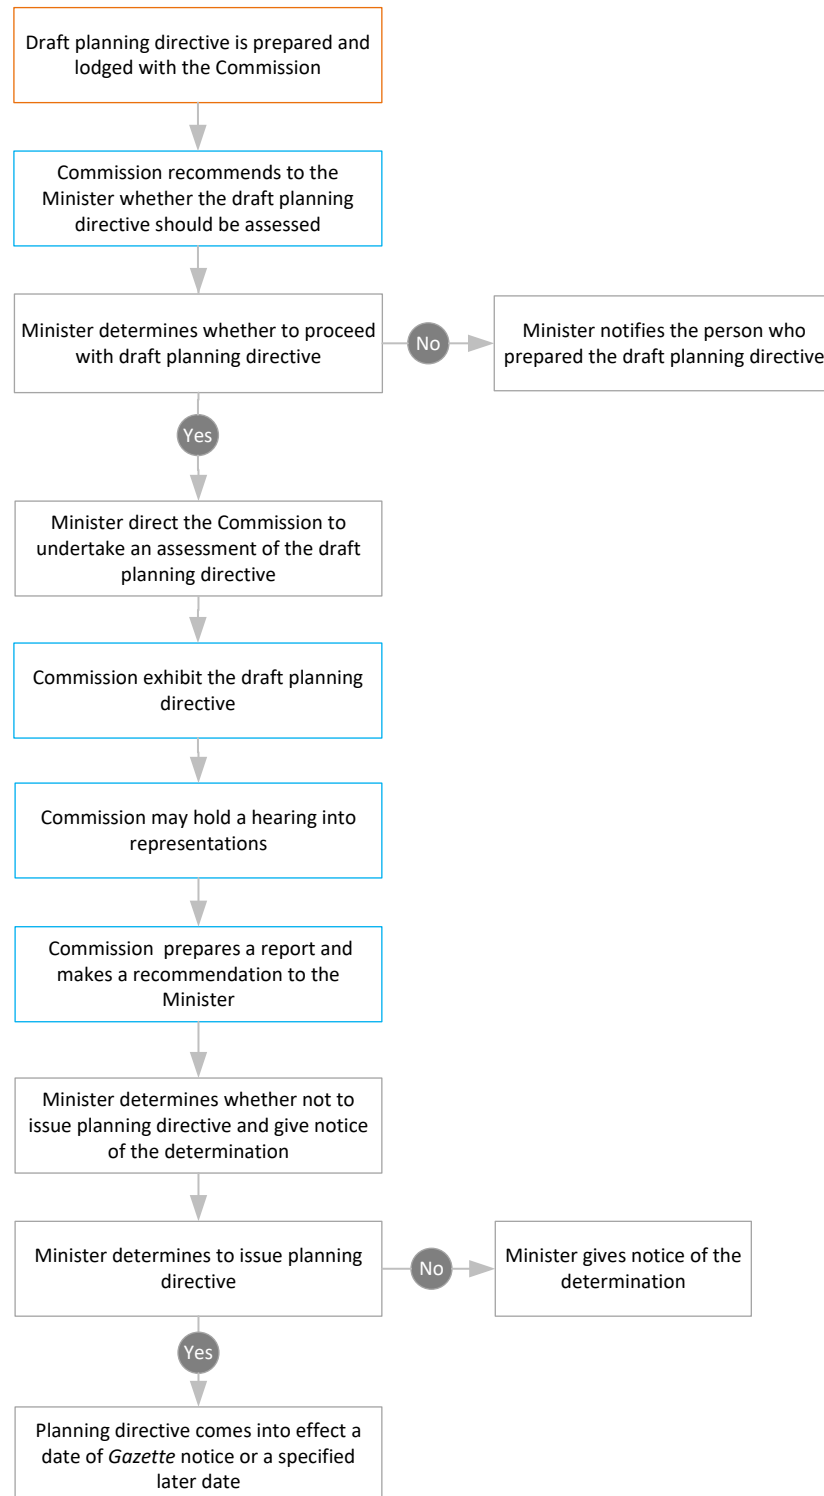 Draft planning directive is prepared and
lodged with the Commission
Commission recommends to the
Minister whether the draft planning
directive should be assessed
Minister determines whether to proceed
with draft planning directive
No
Minister notifies the person who
prepared the draft planning directive
Yes
Minister direct the Commission to
undertake an assessment of the draft
planning directive
Commission exhibit the draft planning
directive
Commission may hold a hearing into
representations
Commission  prepares a report and
makes a recommendation to the
Minister
Minister determines whether not to
issue planning directive and give notice
of the determination
Minister determines to issue planning
directive
No
Minister gives notice of the
determination
Yes
Planning directive comes into effect a
date of Gazette notice or a specified
later date